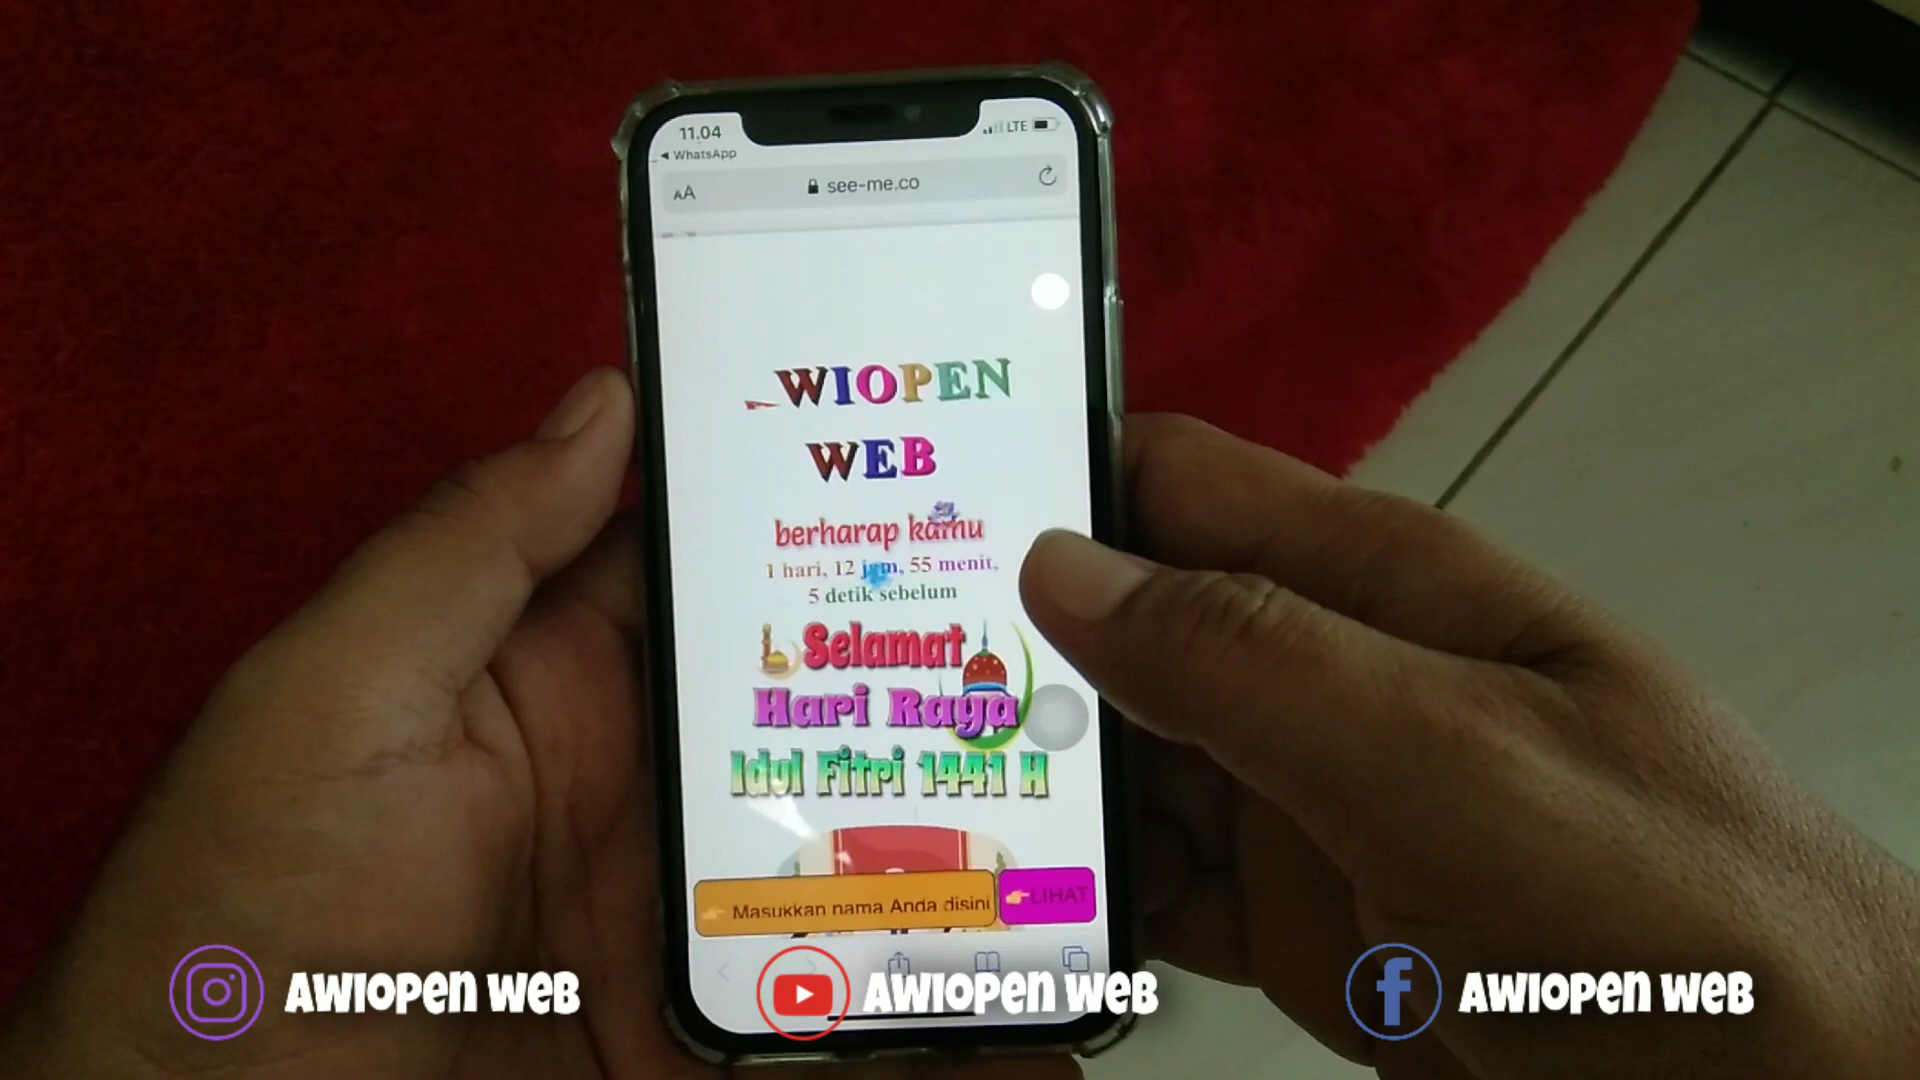 11.04
LTE
◄ WhatsApp
AA
see-me.co
WIOPEN
WEB
berharap kamu
1 hari, 12 jam, 55 menit,
5 detik sebelum
Selamat
Hari Raya
Idul Fitri 1441 H
👉 Masukkan nama Anda disini
👉LIHAT
AWIOPEN WEB
AWIOPEN WEB
AWIOPEN WEB